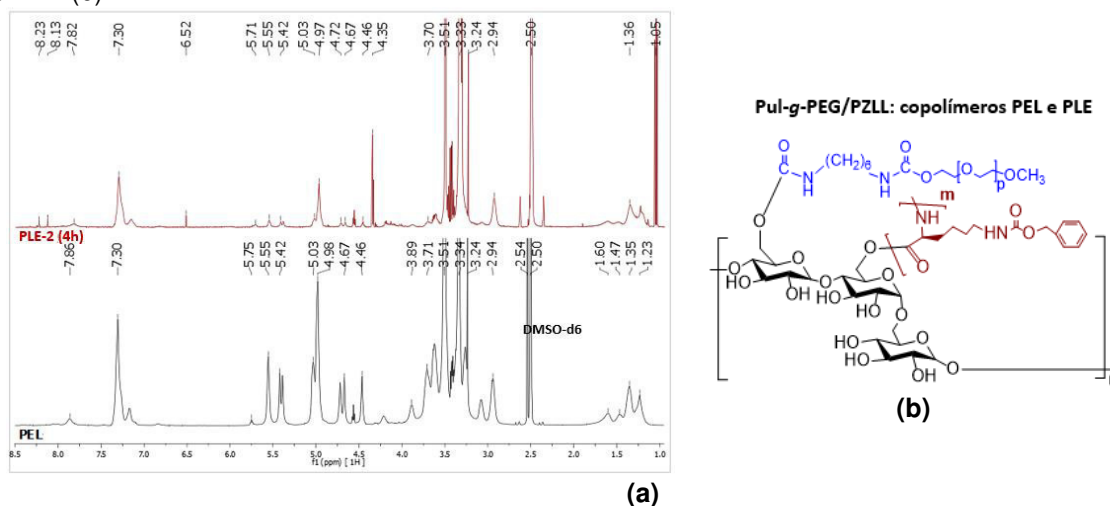 8.23 8.13 7.82 7.30 6.52 5.71 5.55 5.42 5.03 4.97 4.72 4.67 4.46 4.35 3.70 3.51 3.33 3.24 2.94 2.50 1.36 1.05
PLE-2 (4h)
7.86 7.30 5.75 5.55 5.42 5.03 4.98 4.67 4.46 3.89 3.71 3.51 3.34 3.24 2.94 2.54 2.50 1.60 1.47 1.35 1.23
DMSO-d6
PEL
8.5 8.0 7.5 7.0 6.5 6.0 5.5 5.0 4.5 4.0 3.5 3.0 2.5 2.0 1.5 1.0
f1 (ppm) [ 1H]
(a)
Pul-g-PEG/PZLL: copolímeros PEL e PLE
O (CH2)6 O
N H N H O O p OCH3
m
NH
O O O NH O
O
O O O O
OH HO O HO
HO OH O
HO O
HO OH O
(b)